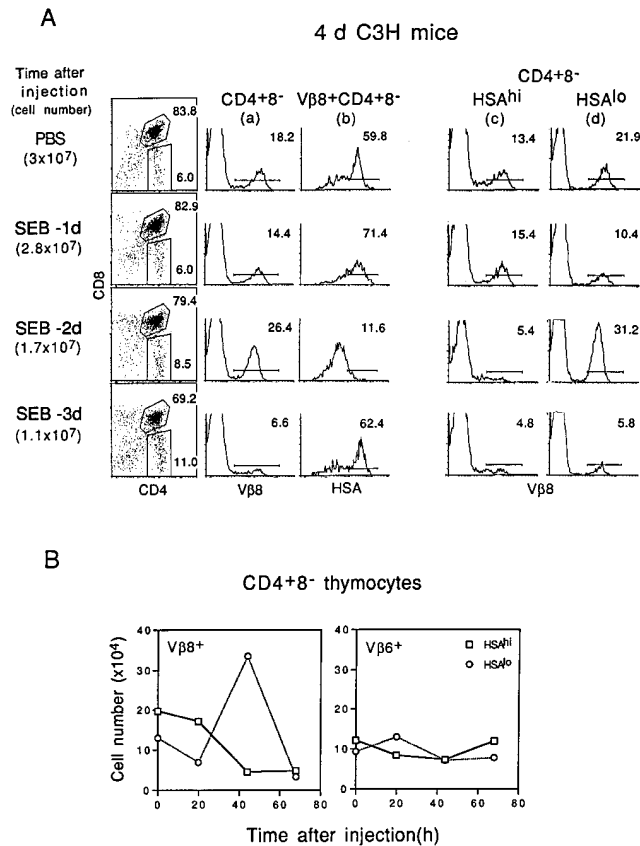 A
4 d C3H mice
Time after
injection
(cell number)
CD4+8-
(a)
Vβ8+CD4+8-
(b)
CD4+8-
HSAhi
(c)
HSAlo
(d)
PBS
(3x10⁷)
83.8
6.0
18.2
59.8
13.4
21.9
SEB -1d
(2.8x10⁷)
82.9
6.0
14.4
71.4
15.4
10.4
CD8
SEB -2d
(1.7x10⁷)
79.4
8.5
26.4
11.6
5.4
31.2
SEB -3d
(1.1x10⁷)
69.2
11.0
6.6
62.4
4.8
5.8
CD4
Vβ8
HSA
Vβ8
B
CD4+8- thymocytes
Cell number (x10⁴)
Vβ8+
40
30
20
10
0
0 20 40 60 80
Vβ6+
HSAhi
HSAlo
40
30
20
10
0
0 20 40 60 80
Time after injection(h)